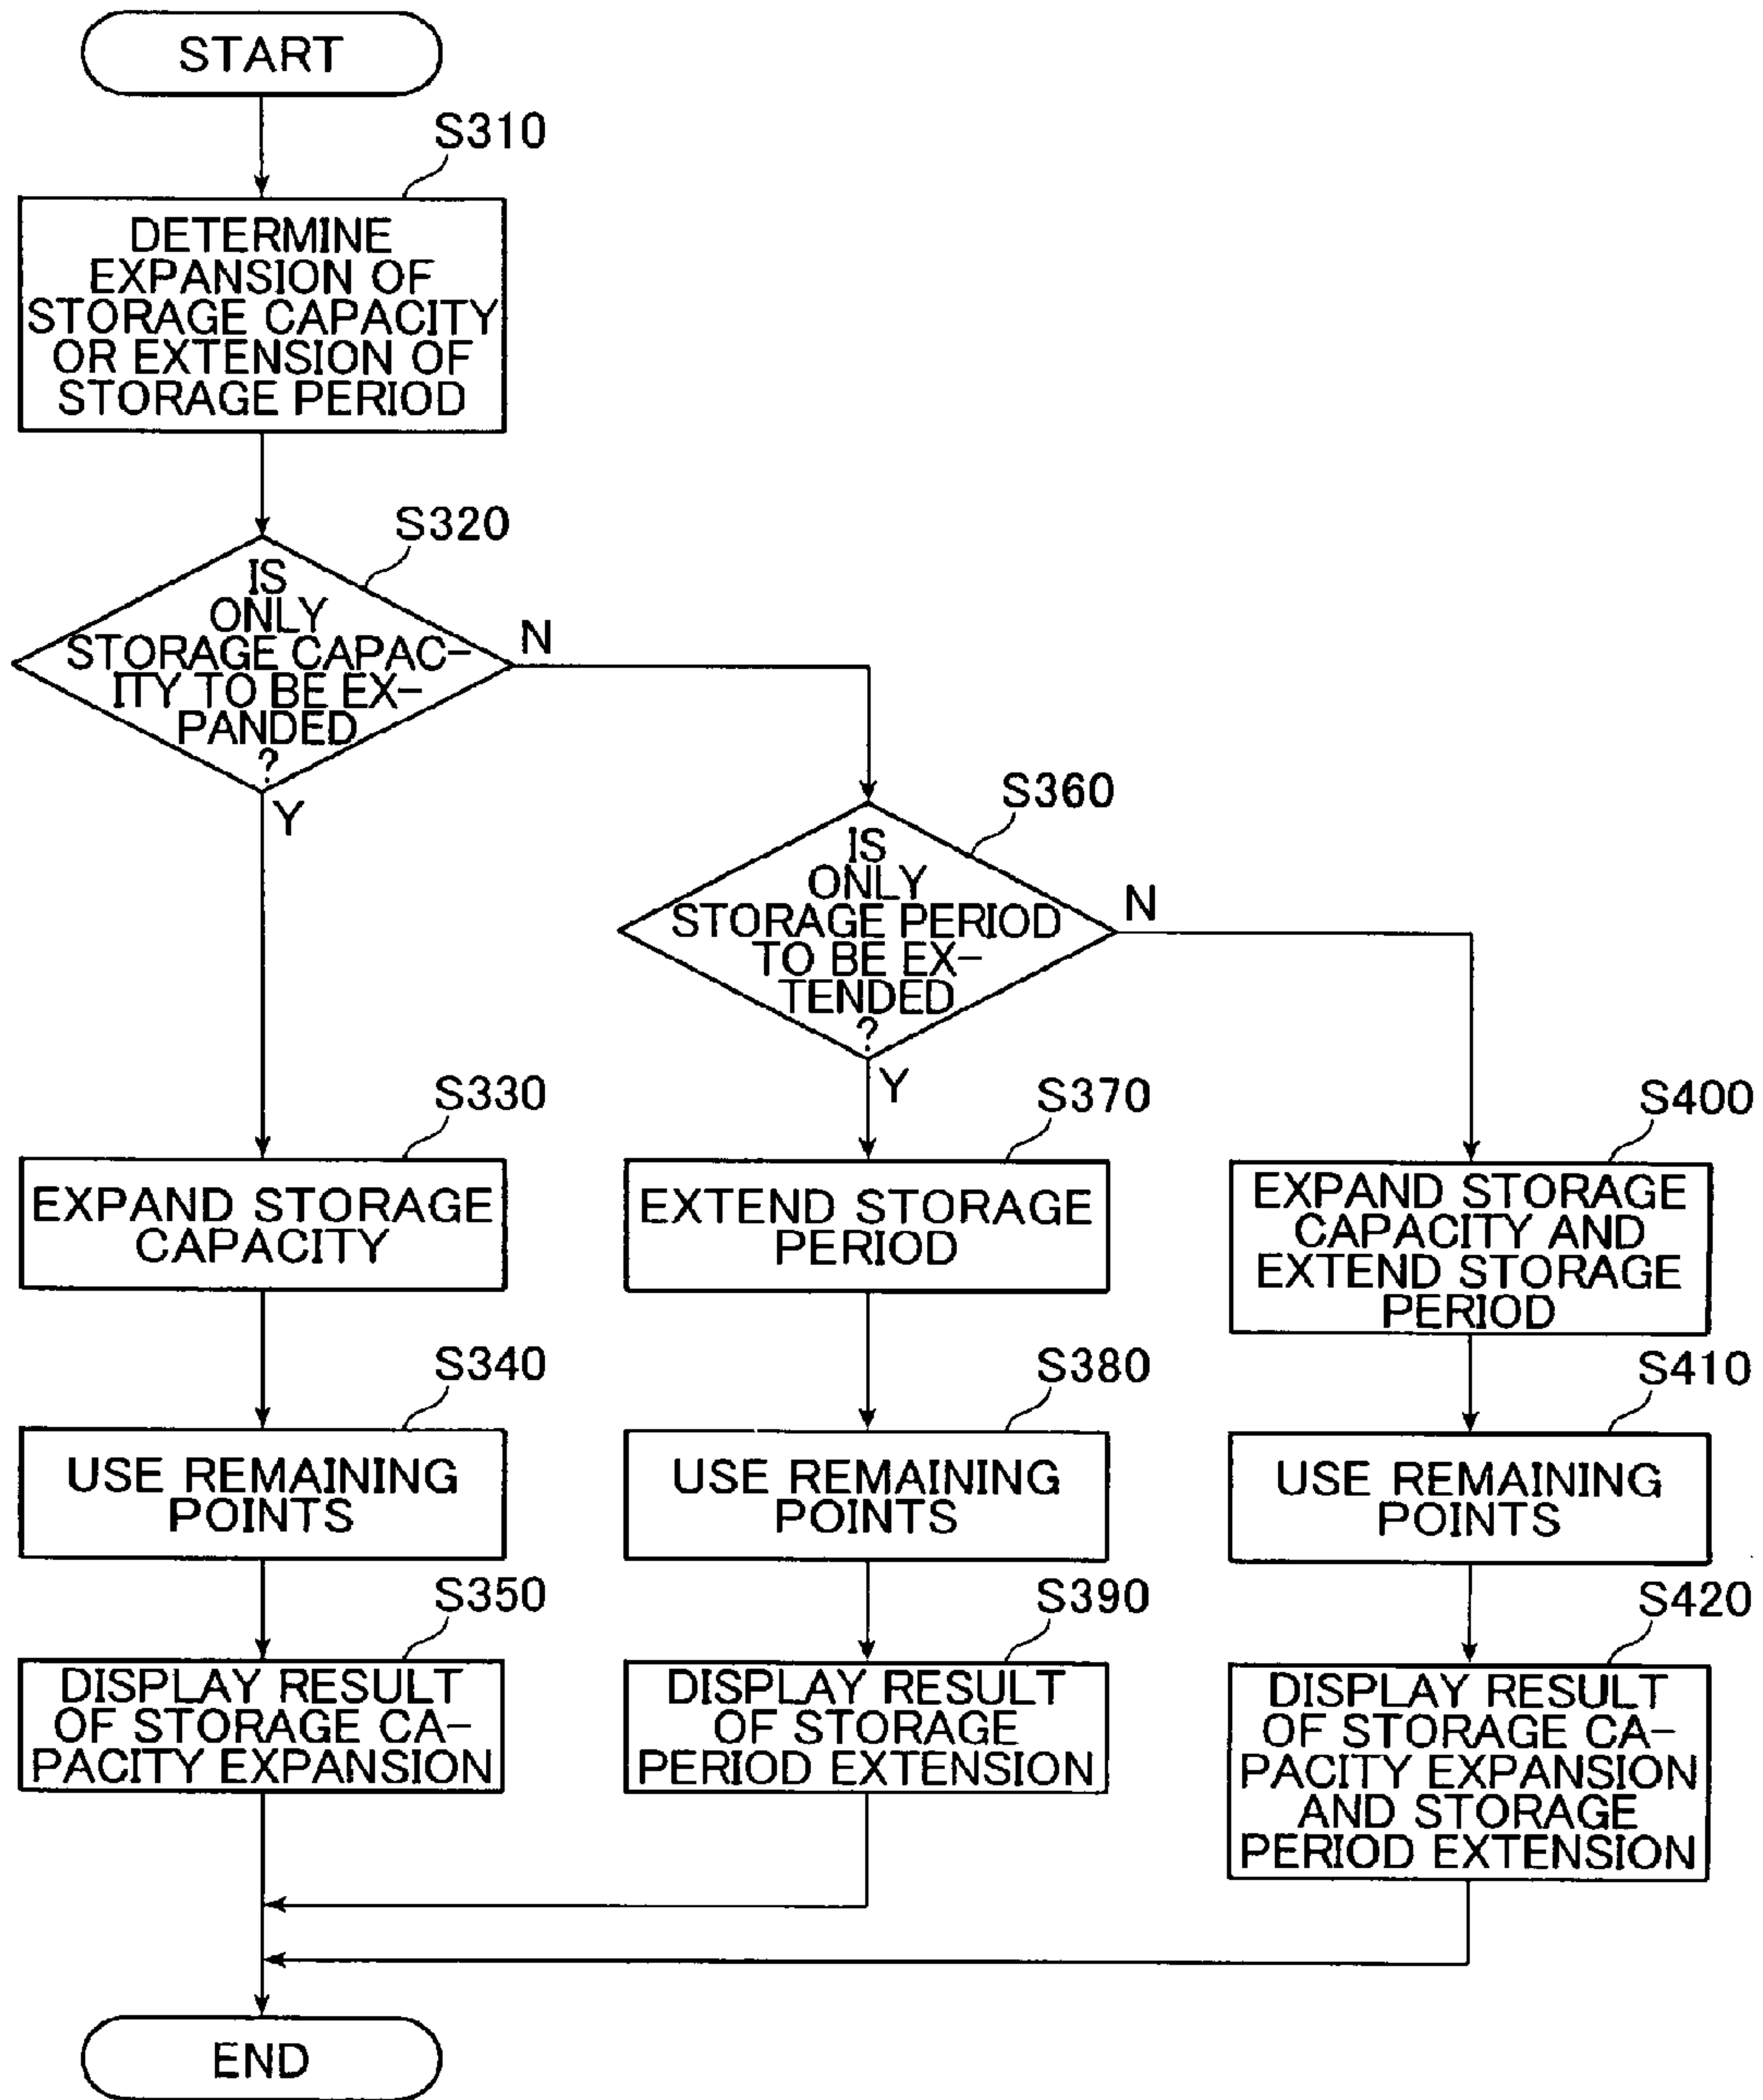 START
S310
DETERMINE
EXPANSION OF
STORAGE CAPACITY
OR EXTENSION OF
STORAGE PERIOD
S320
IS
ONLY
STORAGE CAPAC-
ITY TO BE EX-
PANDED
?
N
Y
S360
IS
ONLY
STORAGE PERIOD
TO BE EX-
TENDED
?
N
Y
S330
EXPAND STORAGE
CAPACITY
S370
EXTEND STORAGE
PERIOD
S400
EXPAND STORAGE
CAPACITY AND
EXTEND STORAGE
PERIOD
S340
USE REMAINING
POINTS
S380
USE REMAINING
POINTS
S410
USE REMAINING
POINTS
S350
DISPLAY RESULT
OF STORAGE CA-
PACITY EXPANSION
S390
DISPLAY RESULT
OF STORAGE
PERIOD EXTENSION
S420
DISPLAY RESULT
OF STORAGE CA-
PACITY EXPANSION
AND STORAGE
PERIOD EXTENSION
END